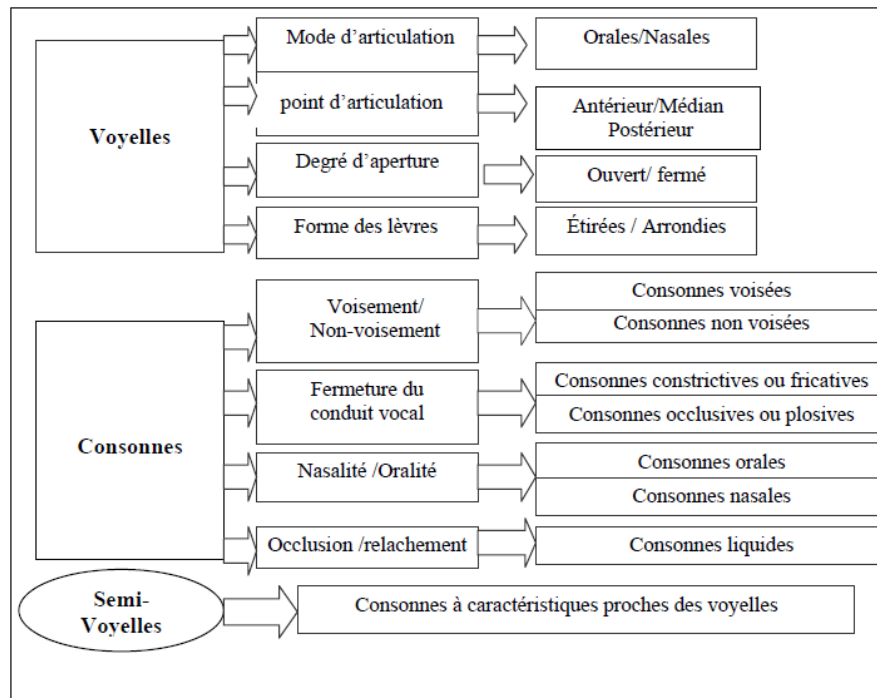 Voyelles
Mode d’articulation
Orales/Nasales
point d’articulation
Antérieur/Médian
Postérieur
Degré d’aperture
Ouvert/ fermé
Forme des lèvres
Étirées / Arrondies
Consonnes
Voisement/
Non-voisement
Consonnes voisées
Consonnes non voisées
Fermeture du
conduit vocal
Consonnes constrictives ou fricatives
Consonnes occlusives ou plosives
Nasalité /Oralité
Consonnes orales
Consonnes nasales
Occlusion /relachement
Consonnes liquides
Semi-
Voyelles
Consonnes à caractéristiques proches des voyelles